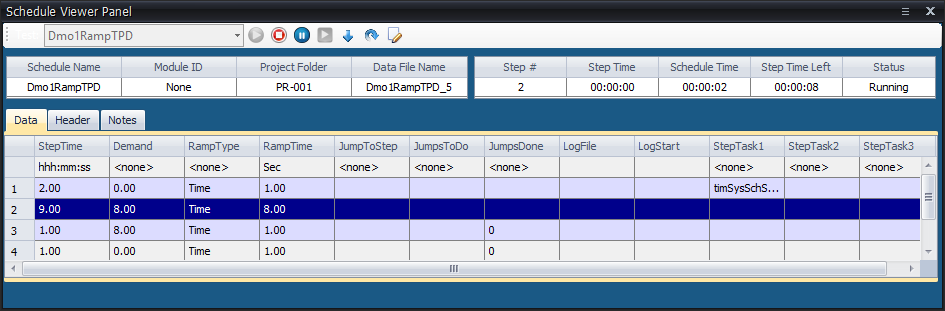 Schedule Viewer Panel
Dmo1RampTPD
Schedule Name Module ID Project Folder Data File Name Step # Step Time Schedule Time Step Time Left Status
Dmo1RampTPD None PR-001 Dmo1RampTPD_5 2 00:00:00 00:00:02 00:00:08 Running
Data Header Notes
StepTime Demand RampType RampTime JumpToStep JumpsToDo JumpsDone LogFile LogStart StepTask1 StepTask2 StepTask3
hhh:mm:ss <none> <none> Sec <none> <none> <none> <none> <none> <none>
1 2.00 0.00 Time 1.00 timSysSchS...
2 9.00 8.00 Time 8.00
3 1.00 8.00 Time 1.00 0
4 1.00 0.00 Time 1.00 0